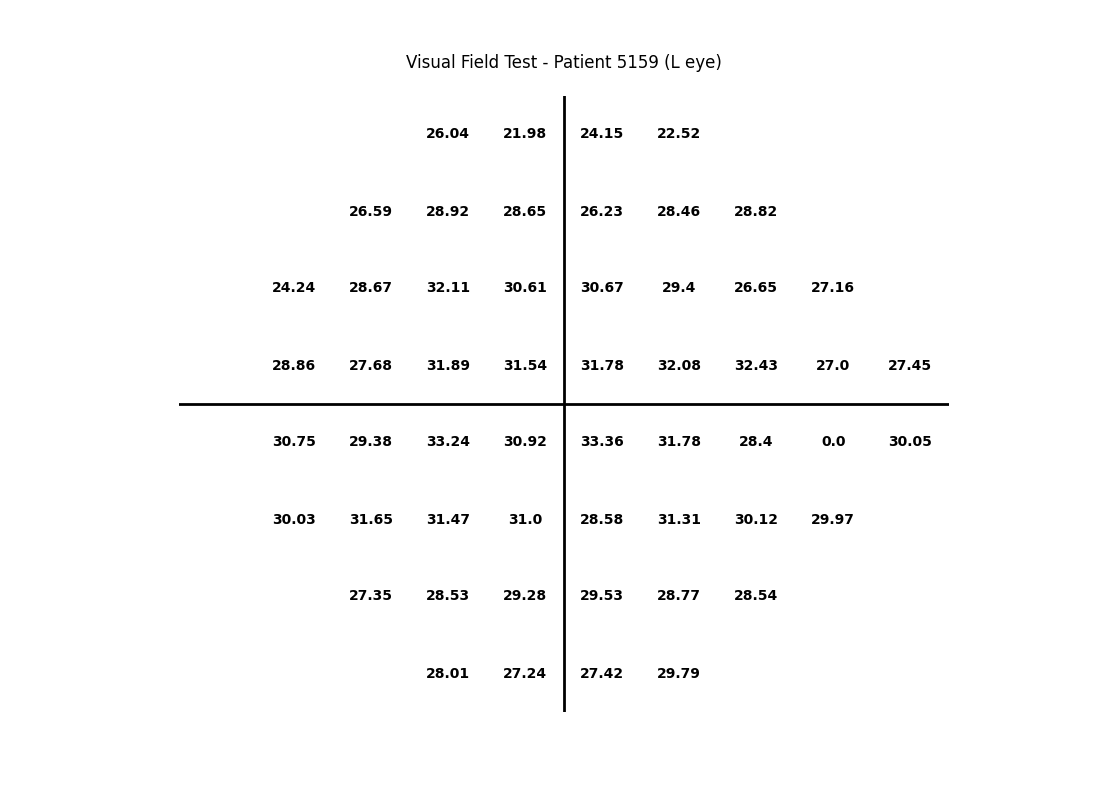 Visual Field Test - Patient 5159 (L eye)
26.04 21.98 24.15 22.52
26.59 28.92 28.65 26.23 28.46 28.82
24.24 28.67 32.11 30.61 30.67 29.4 26.65 27.16
28.86 27.68 31.89 31.54 31.78 32.08 32.43 27.0 27.45
30.75 29.38 33.24 30.92 33.36 31.78 28.4 0.0 30.05
30.03 31.65 31.47 31.0 28.58 31.31 30.12 29.97
27.35 28.53 29.28 29.53 28.77 28.54
28.01 27.24 27.42 29.79